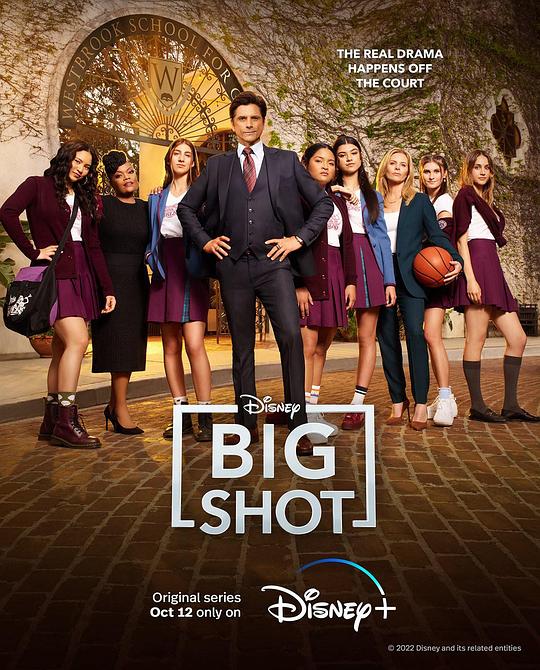 WESTBROOK SCHOOL FOR G
W
THE REAL DRAMA
HAPPENS OFF
THE COURT
Disney
BIG
SHOT
Original series
Oct 12 only on
Disney+
© 2022 Disney and its related entities